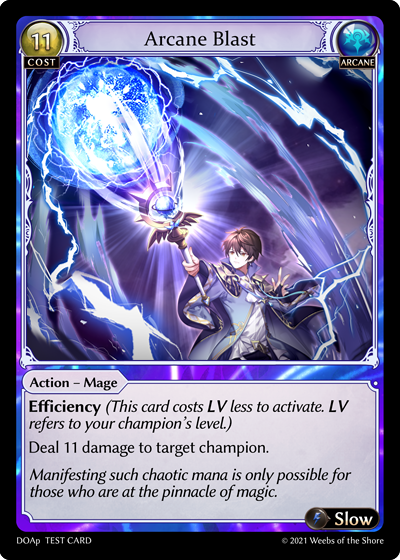 11
Arcane Blast
COST
ARCANE
Action – Mage
Efficiency (This card costs LV less to activate. LV
refers to your champion's level.)
Deal 11 damage to target champion.
Manifesting such chaotic mana is only possible for
those who are at the pinnacle of magic.
Slow
DOAp TEST CARD
© 2021 Weebs of the Shore